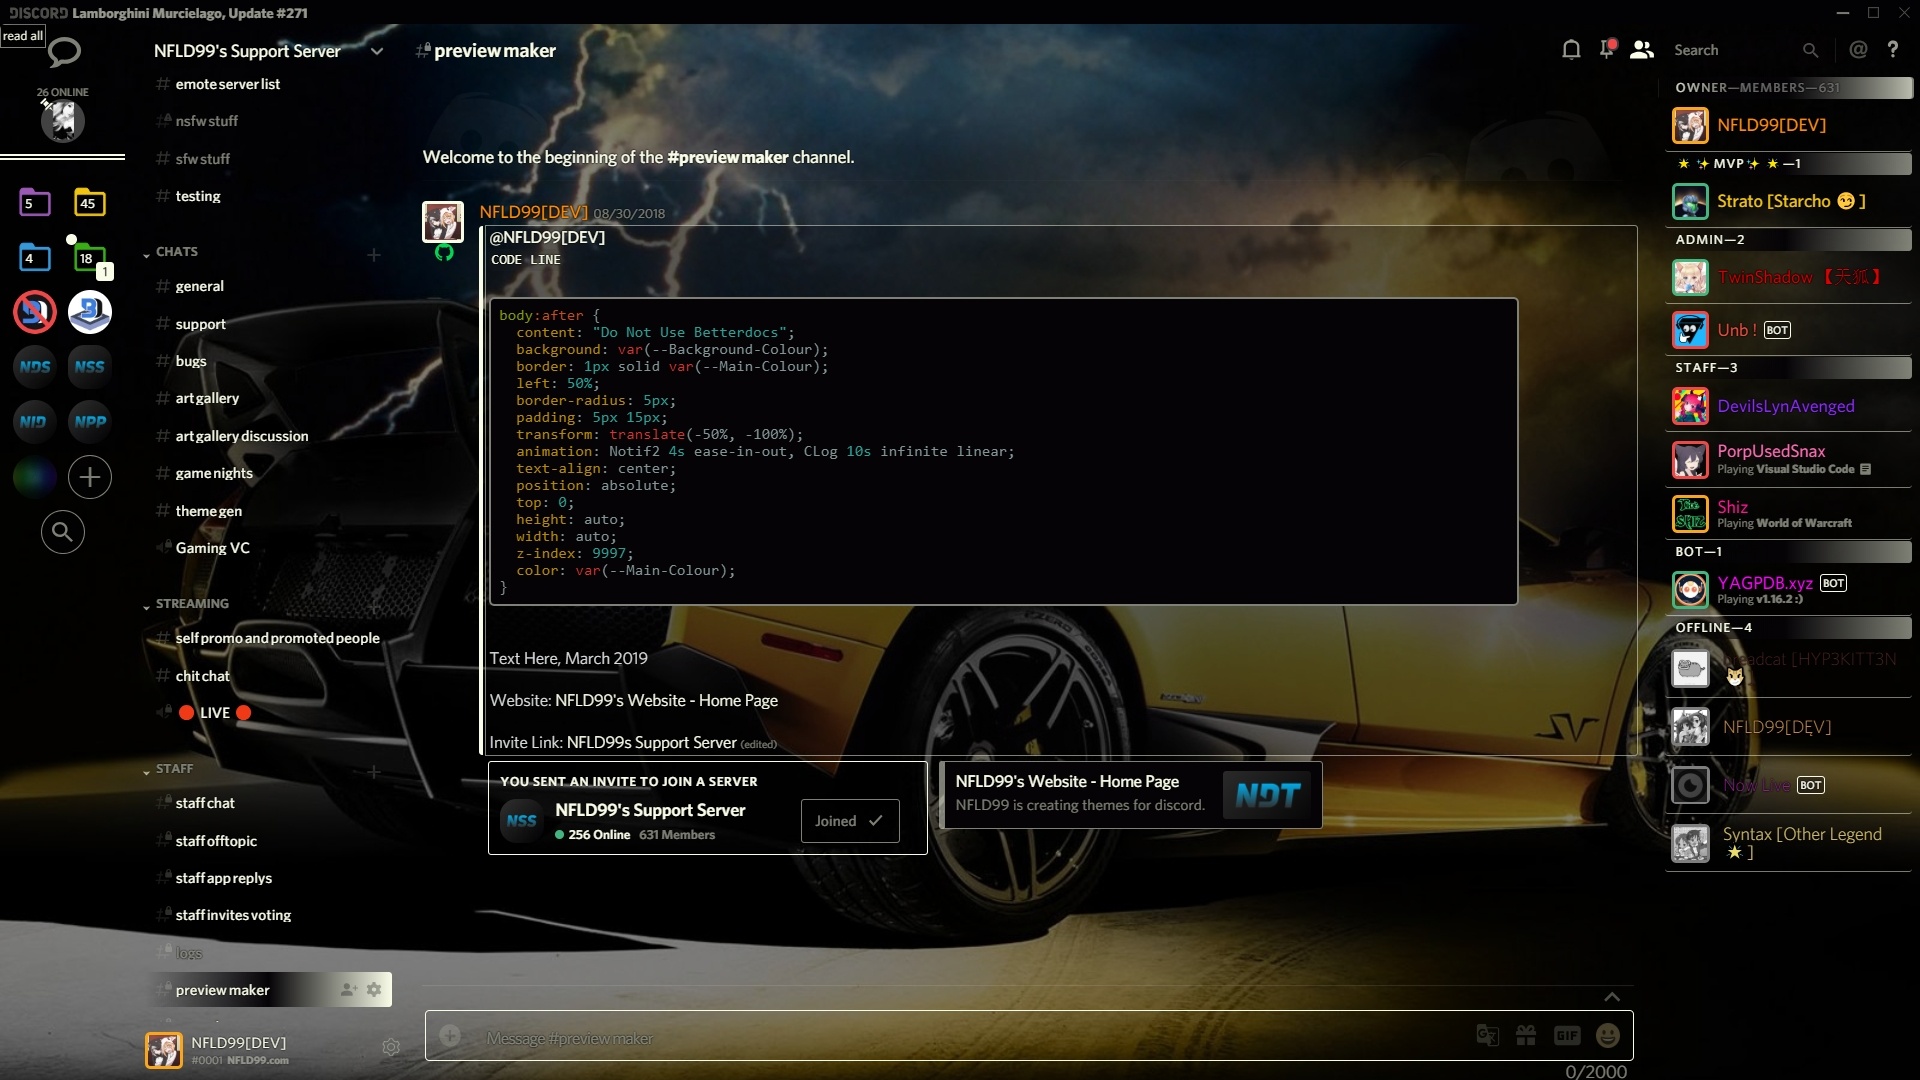 DISCORD Lamborghini Murcielago, Update #271
read all
26 ONLINE
5
45
4
18
1
NDS
NSS
NID
NPP
NFLD99's Support Server
# emote server list
# nsfw stuff
# sfw stuff
# testing
CHATS
# general
# support
# bugs
# art gallery
# art gallery discussion
# game nights
# theme gen
Gaming VC
STREAMING
# self promo and promoted people
# chit chat
🔴 LIVE 🔴
STAFF
# staff chat
# staff offtopic
# staff app replys
# staff invites voting
# logs
# preview maker
NFLD99[DEV]
#0001 NFLD99.com
# preview maker
Search
@ ?
Welcome to the beginning of the #preview maker channel.
NFLD99[DEV] 08/30/2018
@NFLD99[DEV]
CODE LINE
body:after {
  content: "Do Not Use Betterdocs";
  background: var(--Background-Colour);
  border: 1px solid var(--Main-Colour);
  left: 50%;
  border-radius: 5px;
  padding: 5px 15px;
  transform: translate(-50%, -100%);
  animation: Notif2 4s ease-in-out, CLog 10s infinite linear;
  text-align: center;
  position: absolute;
  top: 0;
  height: auto;
  width: auto;
  z-index: 9997;
  color: var(--Main-Colour);
}
Text Here, March 2019
Website: NFLD99's Website - Home Page
Invite Link: NFLD99s Support Server (edited)
YOU SENT AN INVITE TO JOIN A SERVER
NSS
NFLD99's Support Server
256 Online 631 Members
Joined ✓
NFLD99's Website - Home Page
NFLD99 is creating themes for discord.
NDT
SV
Message #preview maker
GIF
0/2000
OWNER—MEMBERS—631
NFLD99[DEV]
⭐ ✨ MVP ✨ ⭐ —1
Strato [Starcho 😏 ]
ADMIN—2
TwinShadow 【天狐】
Unb ! BOT
STAFF—3
DevilsLynAvenged
PorpUsedSnax
Playing Visual Studio Code
Shiz
Playing World of Warcraft
BOT—1
YAGPDB.xyz BOT
Playing v1.16.2 :)
OFFLINE—4
[HYP3KITT3N
NFLD99[DEV]
Now Live BOT
Syntax [Other Legend
🌟 ]